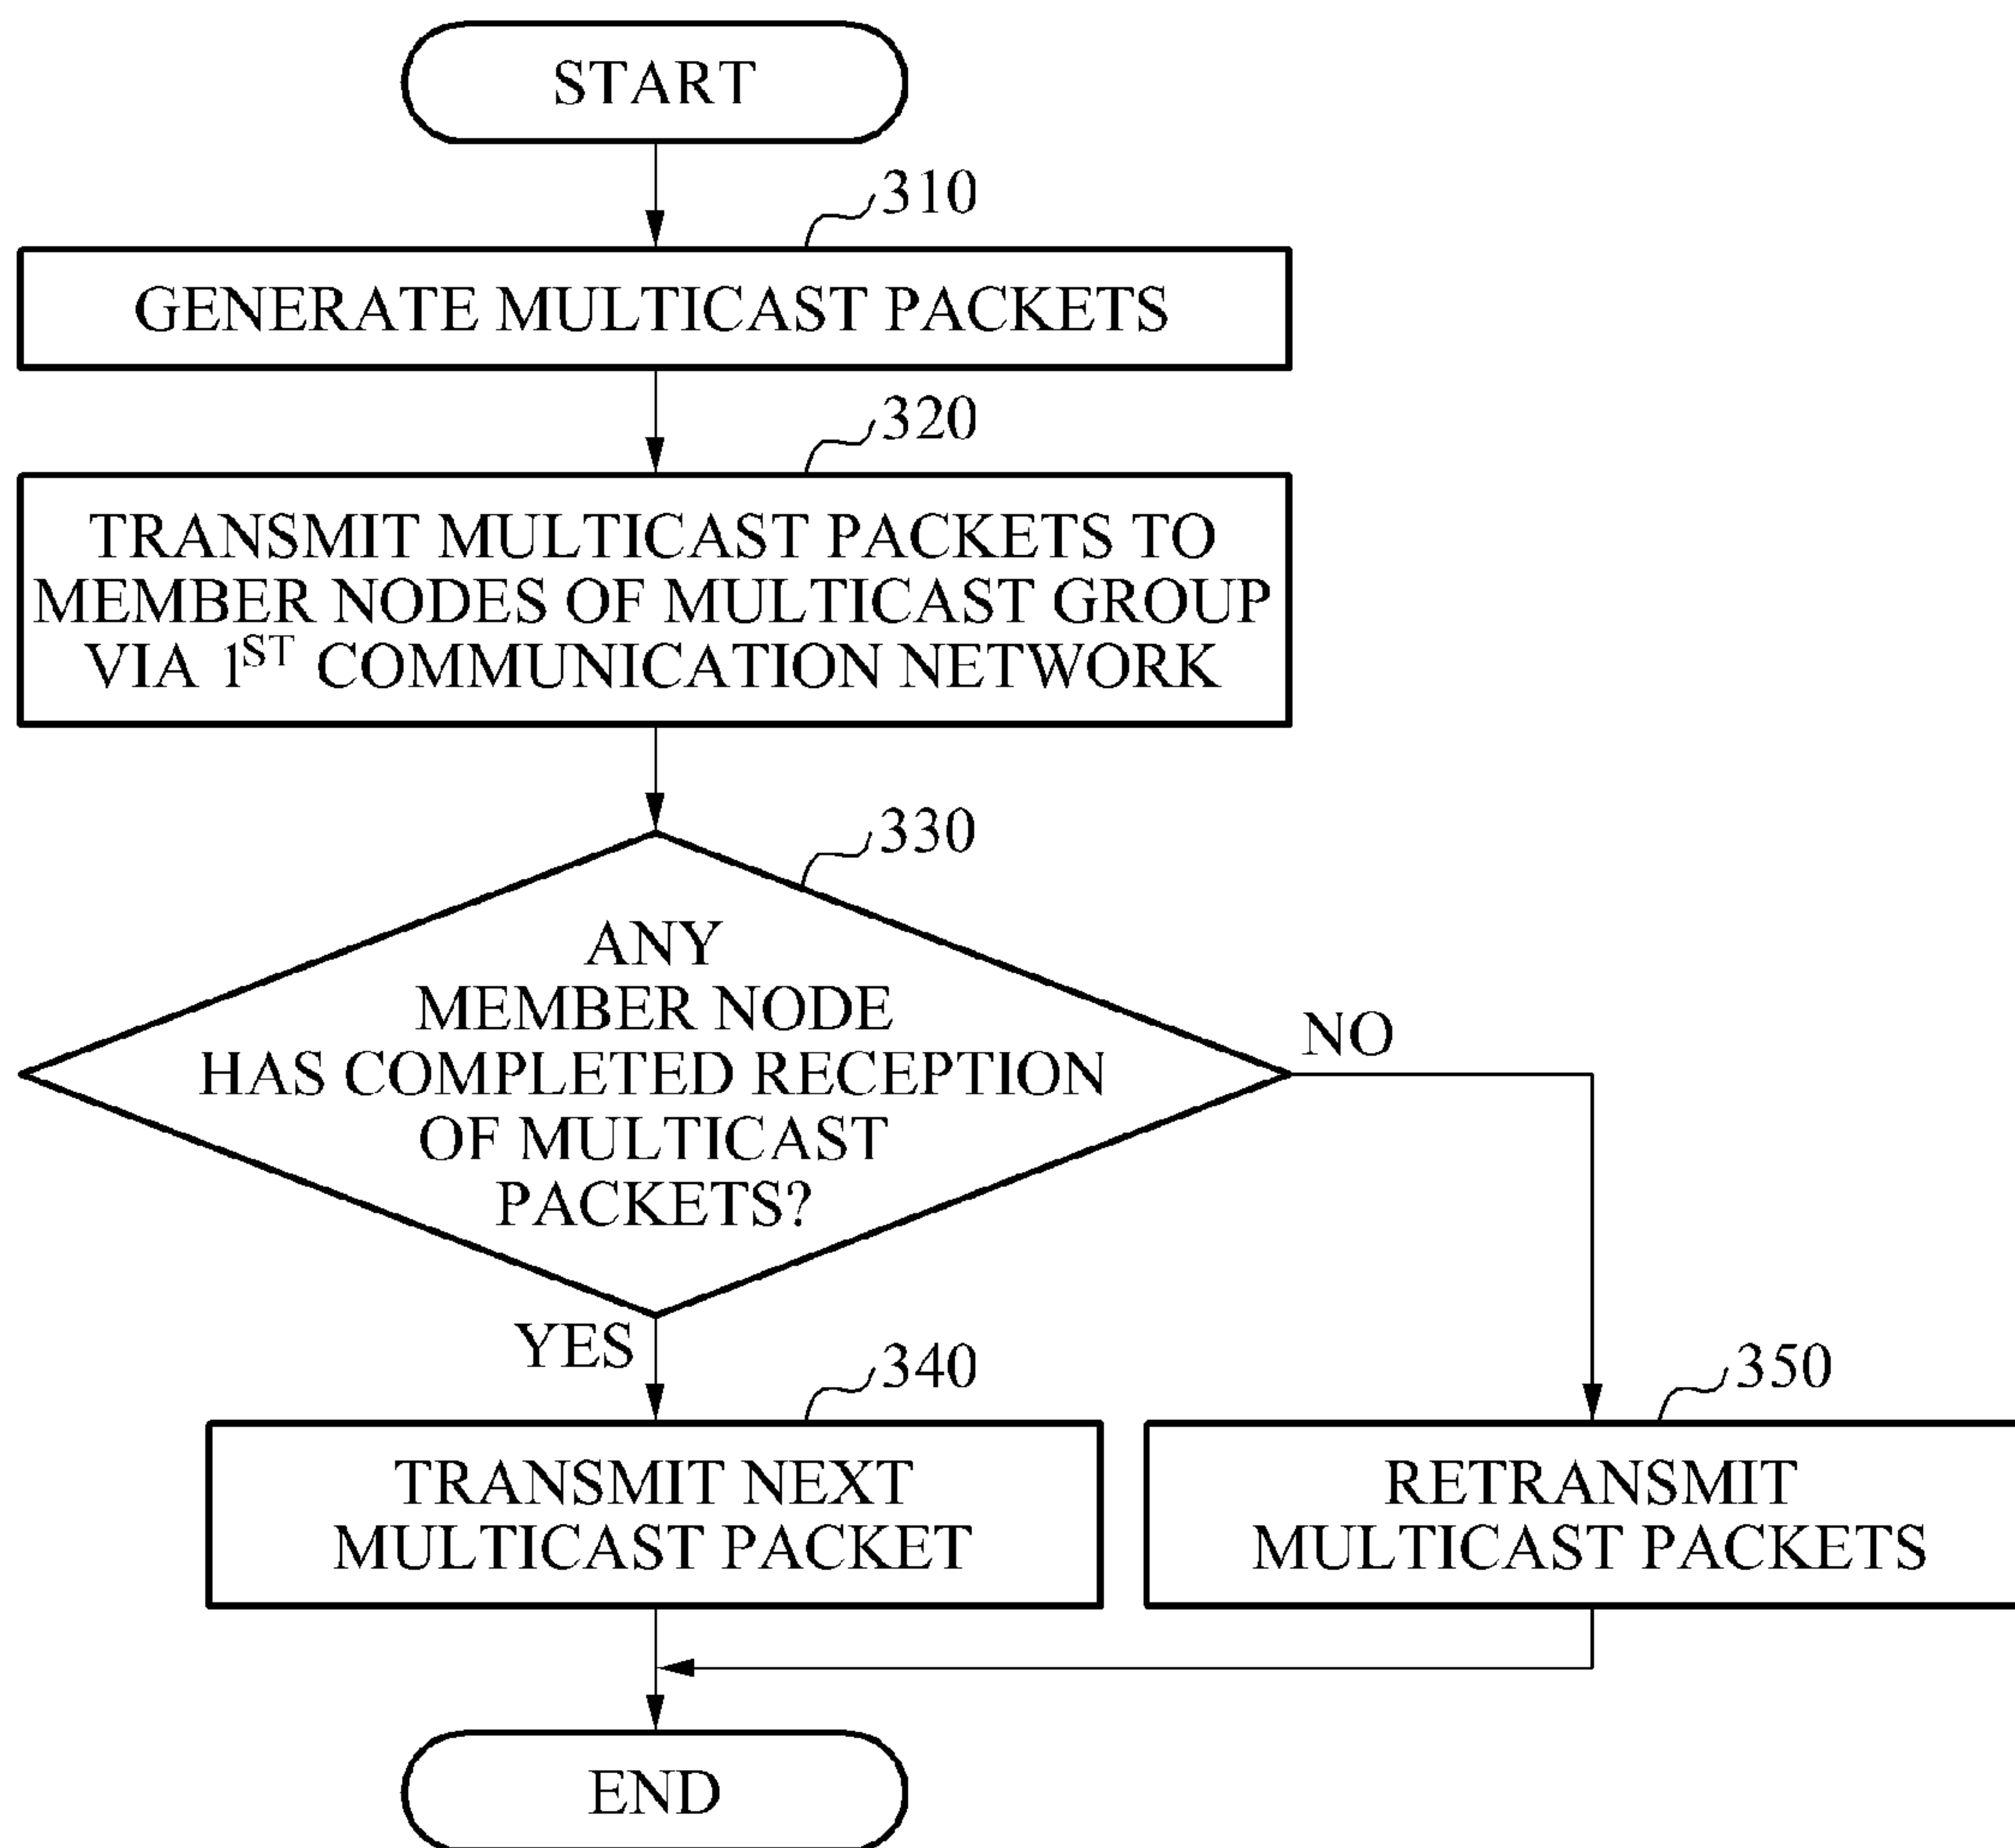 START
310
GENERATE MULTICAST PACKETS
320
TRANSMIT MULTICAST PACKETS TO
MEMBER NODES OF MULTICAST GROUP
VIA 1ST COMMUNICATION NETWORK
330
ANY
MEMBER NODE
HAS COMPLETED RECEPTION
OF MULTICAST
PACKETS?
NO
YES
340
TRANSMIT NEXT
MULTICAST PACKET
350
RETRANSMIT
MULTICAST PACKETS
END